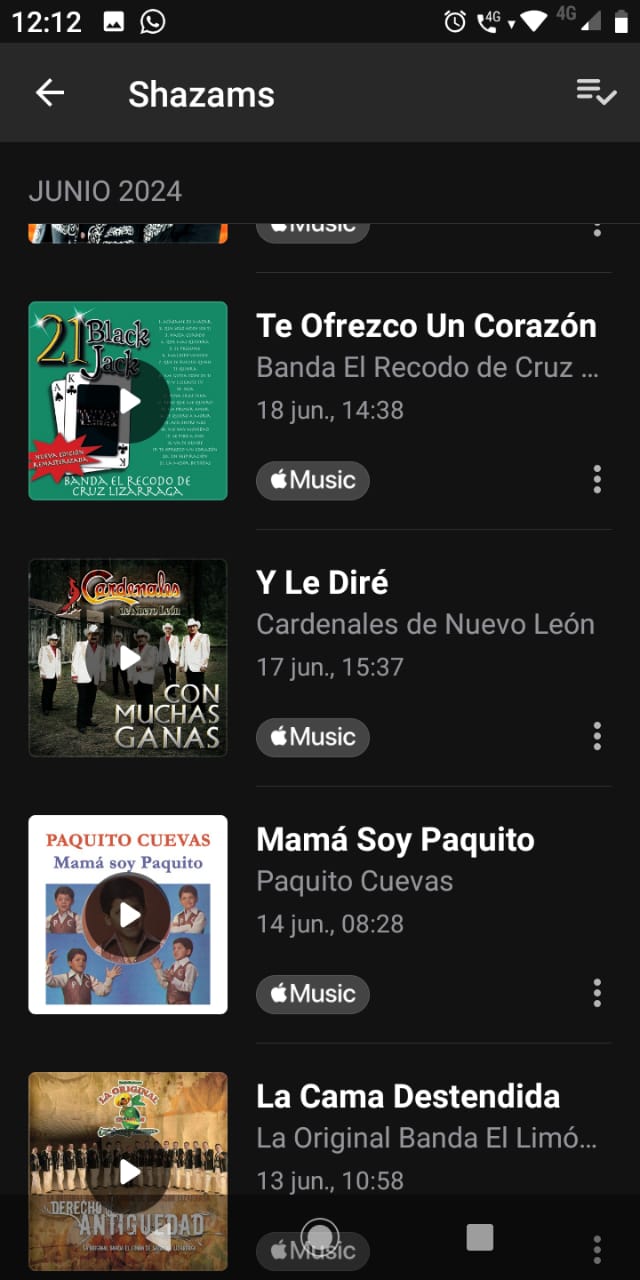 12:12
4G
4G
Shazams
JUNIO 2024
Music
21 Black
Jack
NUEVA EDICIÓN
REMASTERIZADA
BANDA EL RECODO DE
CRUZ LIZÁRRAGA
Te Ofrezco Un Corazón
Banda El Recodo de Cruz ...
18 jun., 14:38
Music
Cardenales
de Nuevo León
CON
MUCHAS
GANAS
Y Le Diré
Cardenales de Nuevo León
17 jun., 15:37
Music
PAQUITO CUEVAS
Mamá soy Paquito
Mamá Soy Paquito
Paquito Cuevas
14 jun., 08:28
Music
LA ORIGINAL
DERECHO
ANTIGUEDAD
La Cama Destendida
La Original Banda El Limó...
13 jun., 10:58
Music